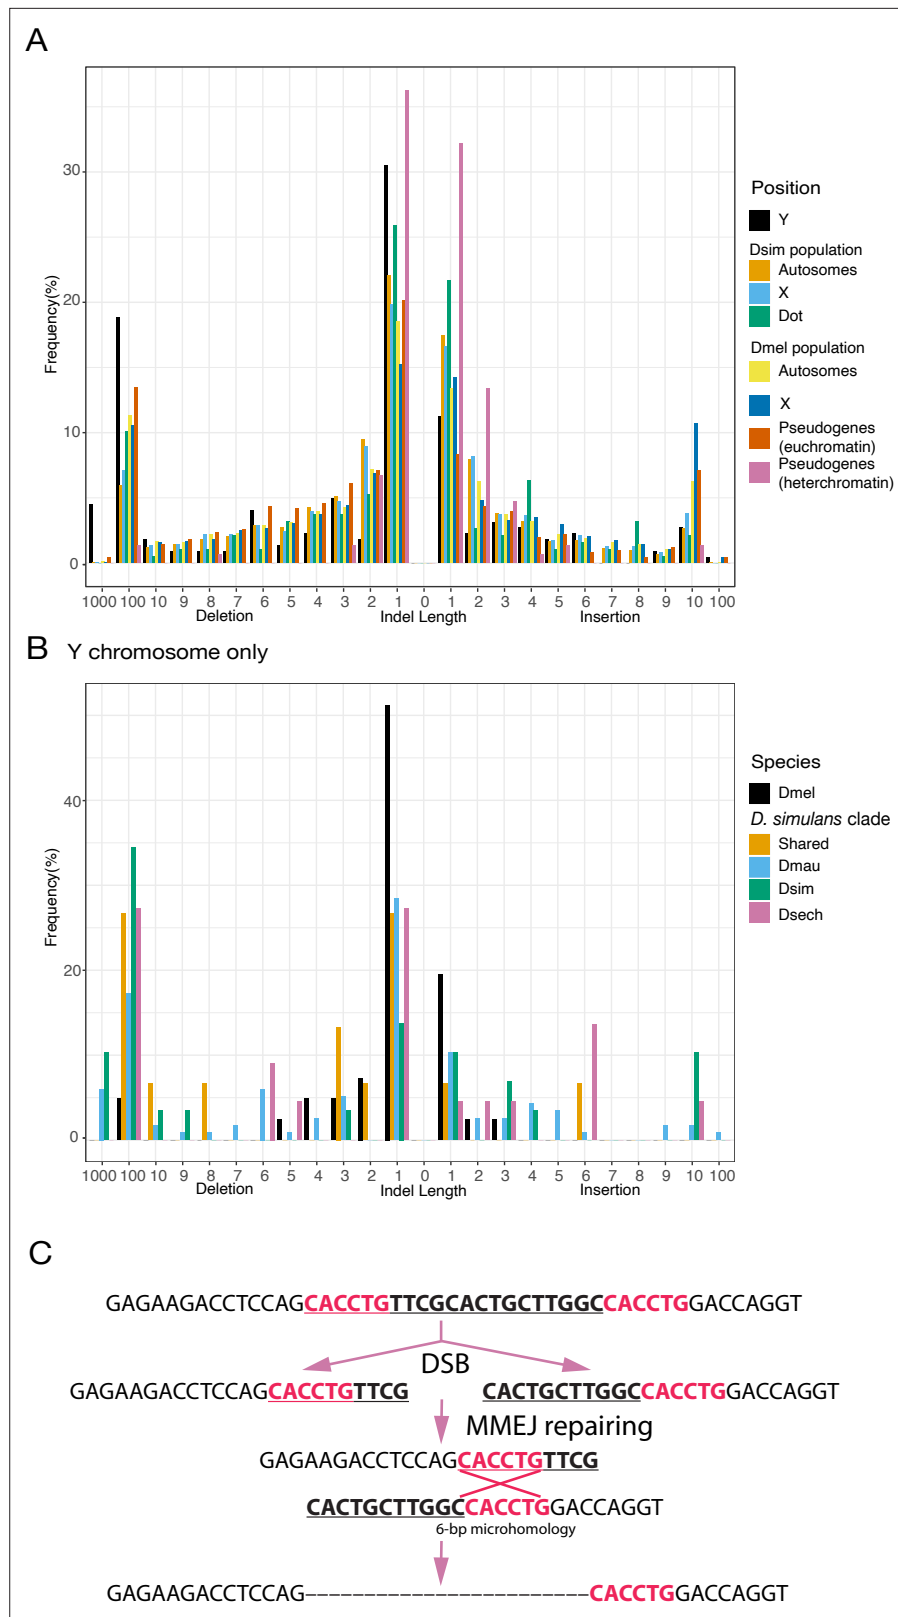 A
Frequency(%)
30
20
10
0
1000 100 10 9 8 7 6 5 4 3 2 1 0 1 2 3 4 5 6 7 8 9 10 100
Deletion Indel Length Insertion
Position
Y
Dsim population
Autosomes
X
Dot
Dmel population
Autosomes
X
Pseudogenes
(euchromatin)
Pseudogenes
(heterchromatin)
B Y chromosome only
Frequency(%)
40
20
0
1000 100 10 9 8 7 6 5 4 3 2 1 0 1 2 3 4 5 6 7 8 9 10 100
Deletion Indel Length Insertion
Species
Dmel
D. simulans clade
Shared
Dmau
Dsim
Dsech
C
GAGAAGACCTCCAGCACCTGTTCGCACTGCTTGGCCACCTGGACCAGGT
DSB
GAGAAGACCTCCAGCACCTGTTCG CACTGCTTGGCCACCTGGACCAGGT
MMEJ repairing
GAGAAGACCTCCAGCACCTGTTCG
CACTGCTTGGCCACCTGGACCAGGT
6-bp microhomology
GAGAAGACCTCCAG-----------------------------CACCTGGACCAGGT